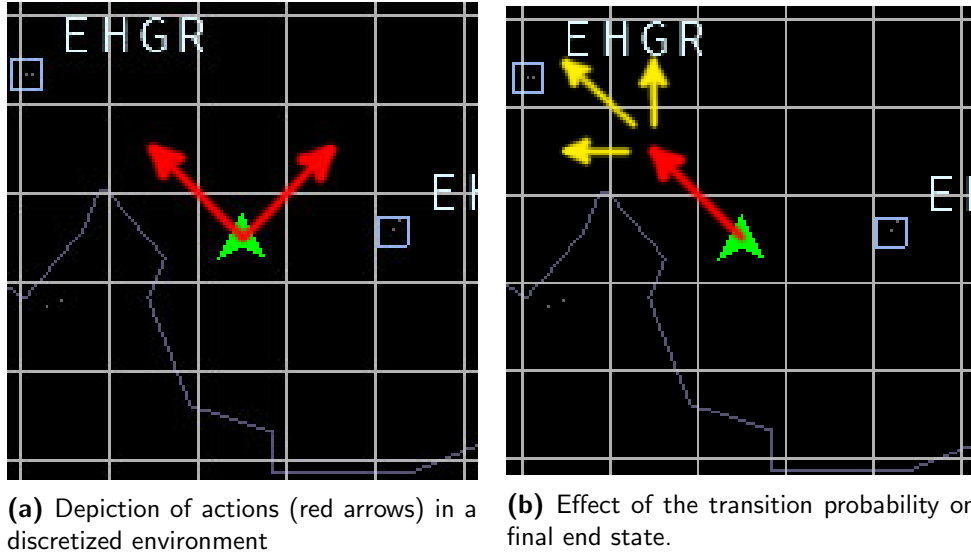 EHGR
EH
EHGR
E
(a) Depiction of actions (red arrows) in a
discretized environment
(b) Effect of the transition probability on
final end state.